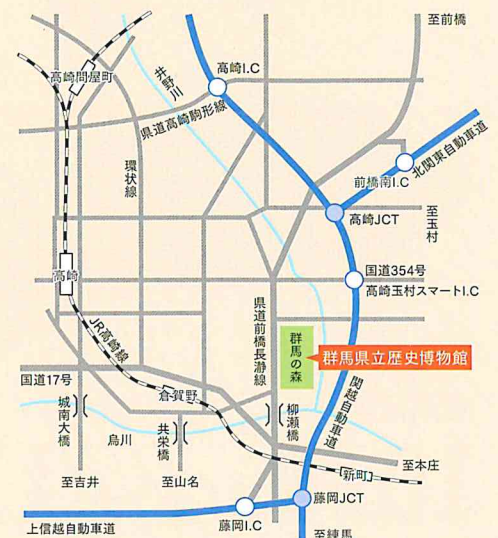 至前橋
高崎問屋町
井野川
高崎I.C
県道高崎駒形線
環状線
北関東自動車道
前橋南I.C
高崎JCT
至玉村
高崎
国道354号
高崎玉村スマートI.C
県道前橋長瀞線
群馬の森
群馬県立歴史博物館
JR高崎線
関越自動車道
国道17号
倉賀野
城南大橋
烏川
共栄橋
柳瀬橋
至吉井
至山名
新町
至本庄
藤岡JCT
藤岡I.C
上信越自動車道
至練馬